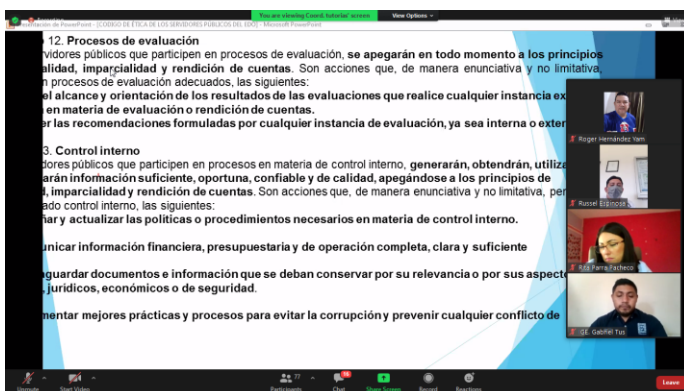 You are viewing Coord. tutorial' screen
View Options
Presentación de PowerPoint - [CODIGO DE ÉTICA DE LOS SERVIDORES PÚBLICOS DEL EDO] - Microsoft PowerPoint
12. Procesos de evaluación
rvidores públicos que participen en procesos de evaluación, se apegarán en todo momento a los principios
alidad, imparcialidad y rendición de cuentas. Son acciones que, de manera enunciativa y no limitativa,
n procesos de evaluación adecuados, las siguientes:
el alcance y orientación de los resultados de las evaluaciones que realice cualquier instancia ex
en materia de evaluación o rendición de cuentas.
er las recomendaciones formuladas por cualquier instancia de evaluación, ya sea interna o exter
3. Control interno
dores públicos que participen en procesos en materia de control interno, generarán, obtendrán, utiliza
arán información suficiente, oportuna, confiable y de calidad, apegándose a los principios de
l, imparcialidad y rendición de cuentas. Son acciones que, de manera enunciativa y no limitativa, per
ado control interno, las siguientes:
ñar y actualizar las políticas o procedimientos necesarios en materia de control interno.
unicar información financiera, presupuestaria y de operación completa, clara y suficiente
aguardar documentos e información que se deban conservar por su relevancia o por sus aspecto
, jurídicos, económicos o de seguridad.
mentar mejores prácticas y procesos para evitar la corrupción y prevenir cualquier conflicto de
Roger Hernández Yam
Russel Espinosa
Rita Parra Pacheco
GE. Gabriel Tus
Unmute
Start Video
77
Participants
Chat
Share Screen
Record
Reactions
Leave